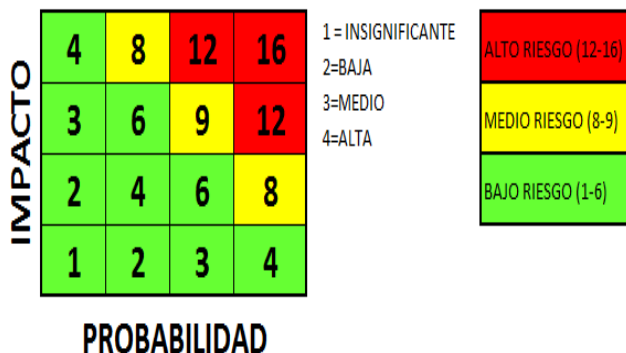 IMPACTO
4 8 12 16
3 6 9 12
2 4 6 8
1 2 3 4
PROBABILIDAD
1 = INSIGNIFICANTE
2=BAJA
3=MEDIO
4=ALTA
ALTO RIESGO (12-16)
MEDIO RIESGO (8-9)
BAJO RIESGO (1-6)